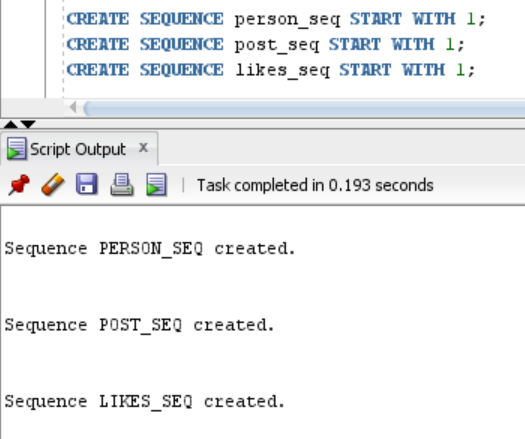 CREATE SEQUENCE person_seq START WITH 1;
CREATE SEQUENCE post_seq START WITH 1;
CREATE SEQUENCE likes_seq START WITH 1;
Script Output x
Task completed in 0.193 seconds
Sequence PERSON_SEQ created.
Sequence POST_SEQ created.
Sequence LIKES_SEQ created.